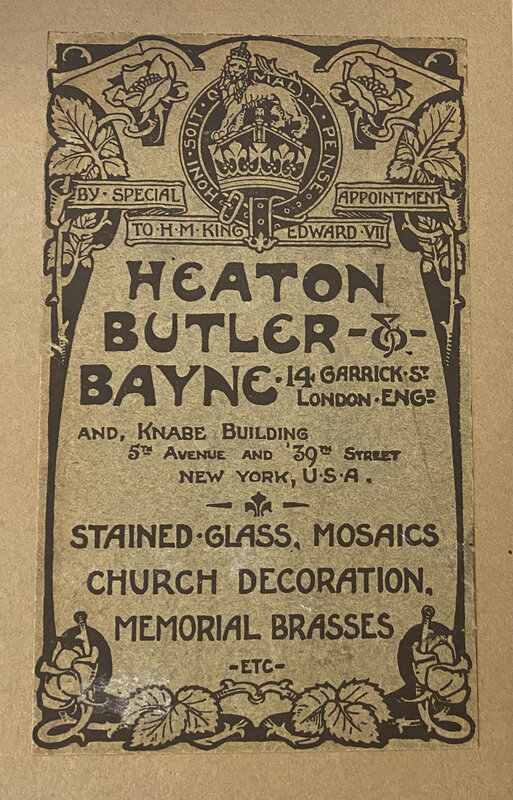 HONI · SOIT · Q MAL · Y · PENSE
BY · SPECIAL APPOINTMENT
TO · H · M · KING EDWARD VII
HEATON
BUTLER - & -
BAYNE · 14 GARRICK · ST
LONDON · ENGD
AND, KNABE BUILDING
5TH AVENUE AND 39TH STREET
NEW YORK, U·S·A.
STAINED · GLASS, MOSAICS
CHURCH DECORATION,
MEMORIAL BRASSES
- ETC -